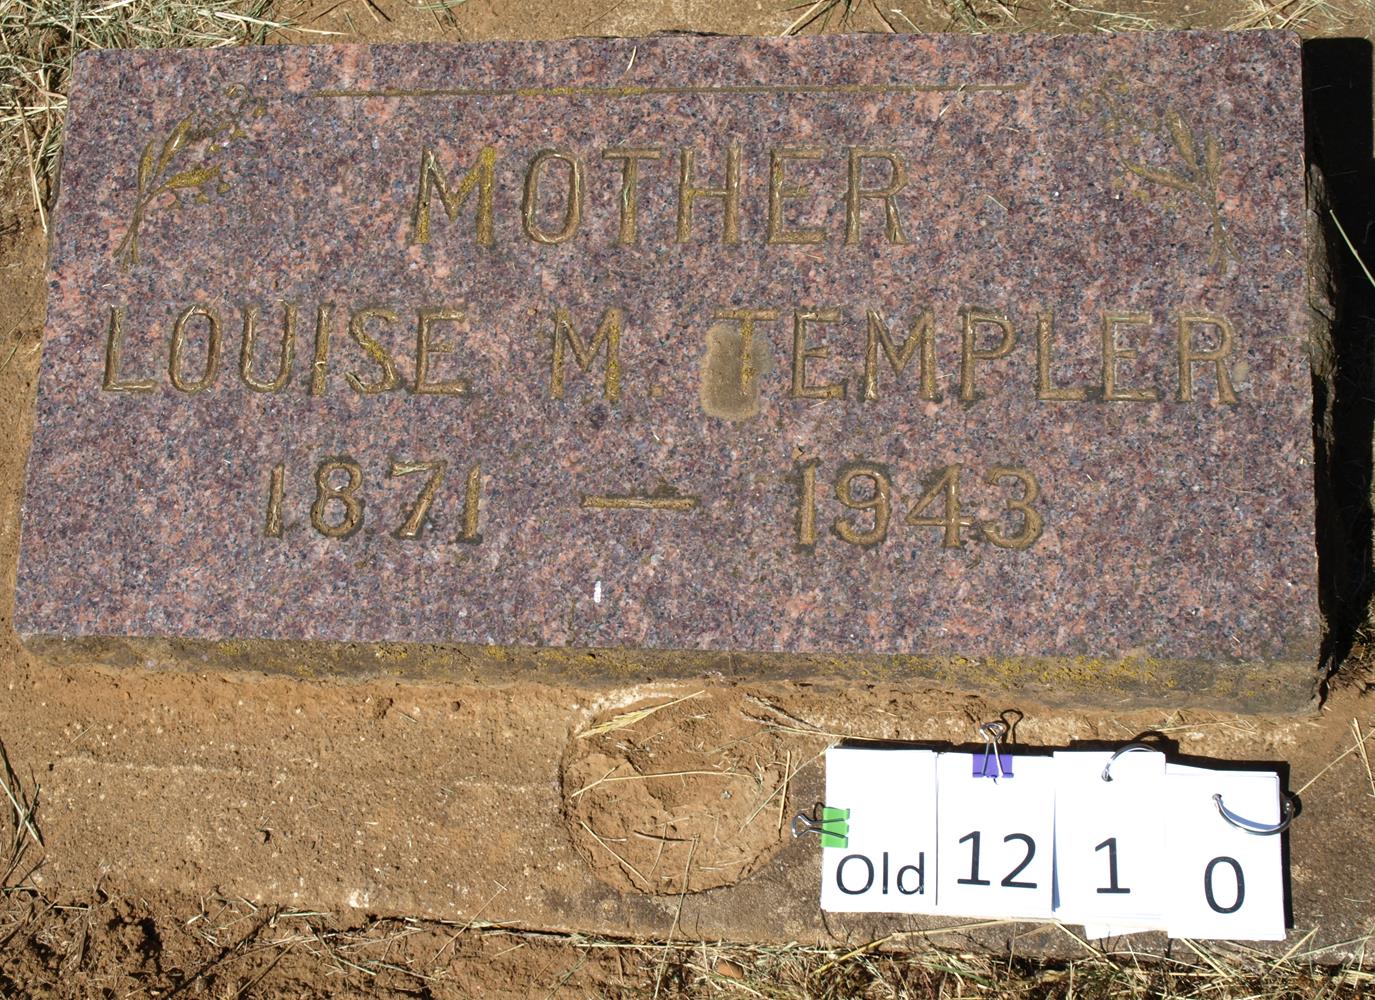 MOTHER
LOUISE M. TEMPLER
1871 — 1943
Old 12 1 0